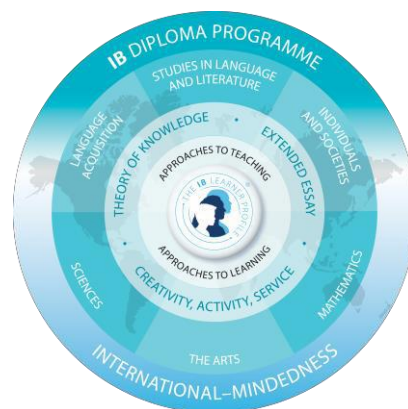 IB DIPLOMA PROGRAMME
STUDIES IN LANGUAGE
AND LITERATURE
LANGUAGE
ACQUISITION
INDIVIDUALS
AND SOCIETIES
THEORY OF KNOWLEDGE
EXTENDED ESSAY
APPROACHES TO TEACHING
THE IB LEARNER PROFILE
APPROACHES TO LEARNING
CREATIVITY, ACTIVITY, SERVICE
SCIENCES
MATHEMATICS
THE ARTS
INTERNATIONAL-MINDEDNESS